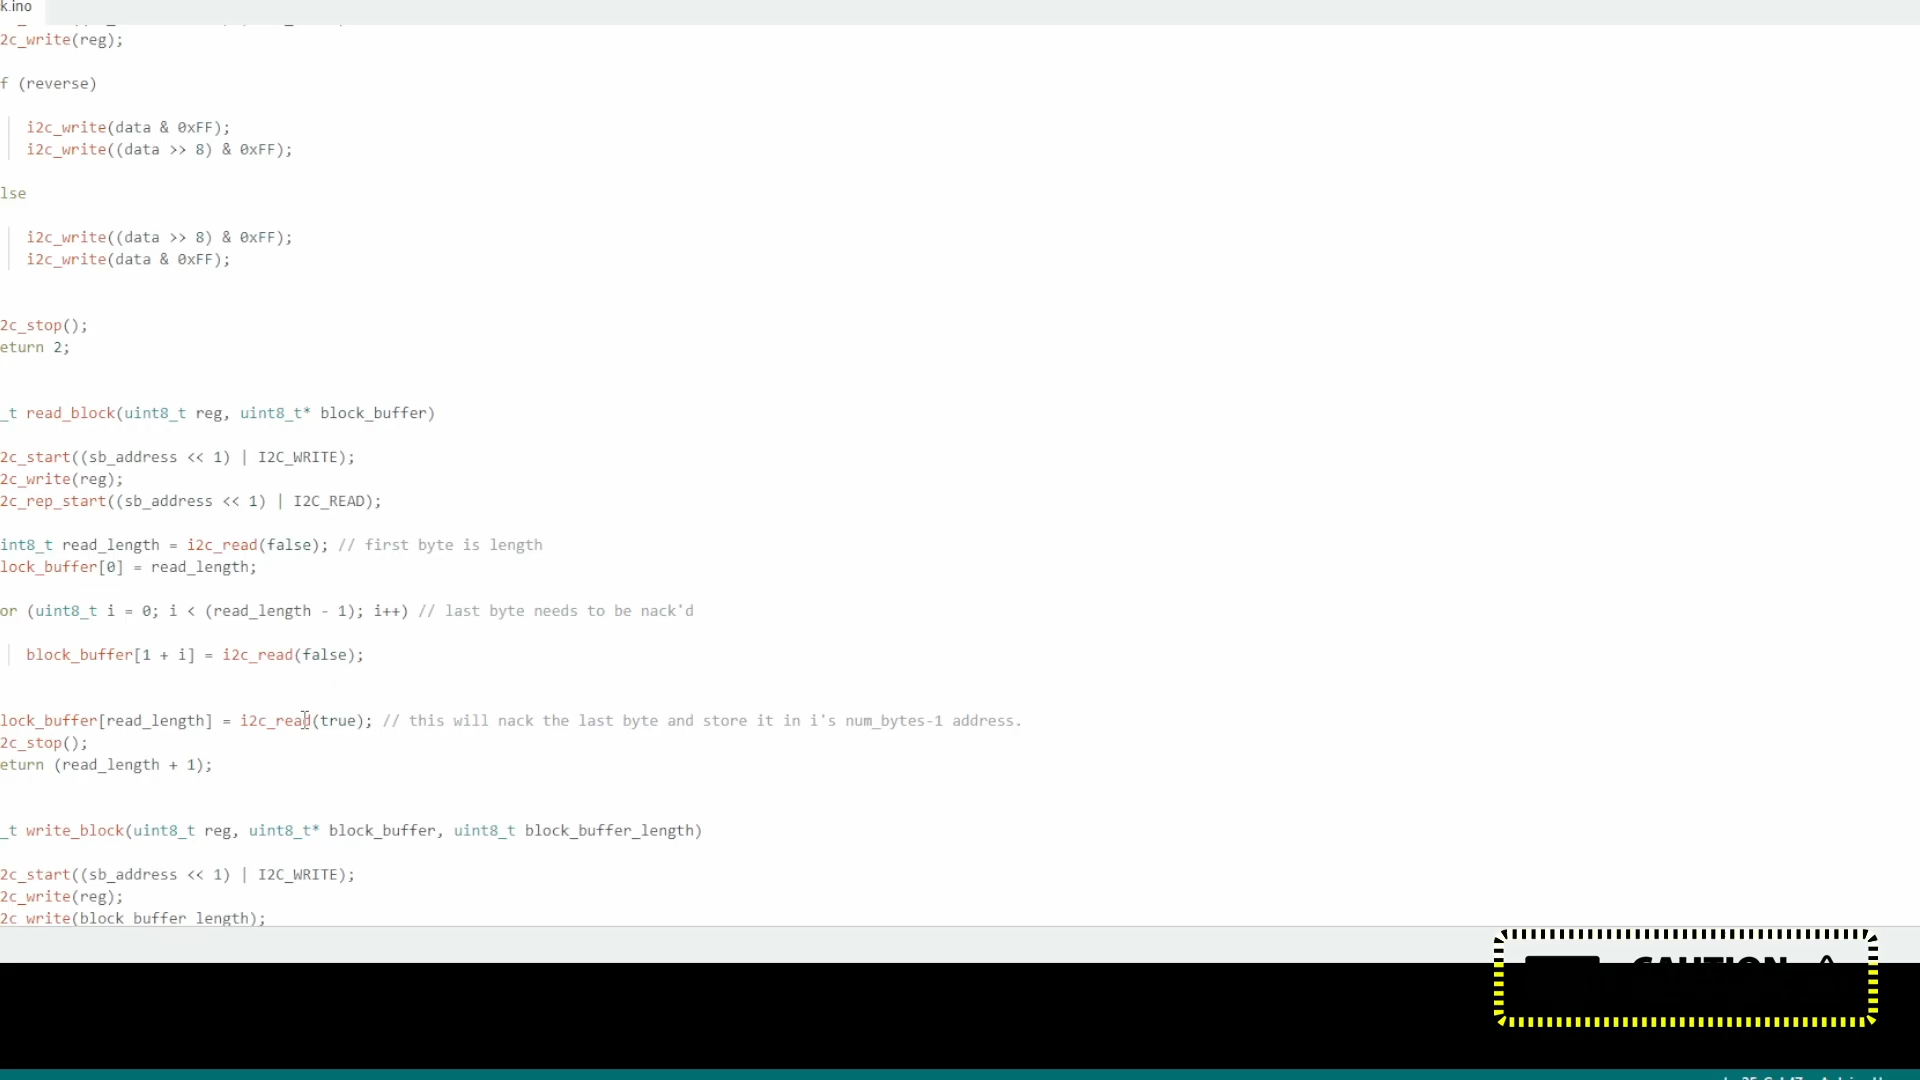 k.ino
2c_write(reg);
f (reverse)
i2c_write(data & 0xFF);
i2c_write((data >> 8) & 0xFF);
lse
i2c_write((data >> 8) & 0xFF);
i2c_write(data & 0xFF);
2c_stop();
eturn 2;
_t read_block(uint8_t reg, uint8_t* block_buffer)
2c_start((sb_address << 1) | I2C_WRITE);
2c_write(reg);
2c_rep_start((sb_address << 1) | I2C_READ);
int8_t read_length = i2c_read(false); // first byte is length
lock_buffer[0] = read_length;
or (uint8_t i = 0; i < (read_length - 1); i++) // last byte needs to be nack'd
block_buffer[1 + i] = i2c_read(false);
lock_buffer[read_length] = i2c_read(true); // this will nack the last byte and store it in i's num_bytes-1 address.
2c_stop();
eturn (read_length + 1);
_t write_block(uint8_t reg, uint8_t* block_buffer, uint8_t block_buffer_length)
2c_start((sb_address << 1) | I2C_WRITE);
2c_write(reg);
2c_write(block_buffer_length);
CAUTION